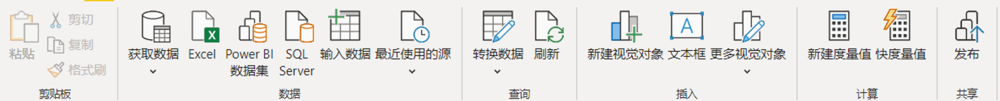 粘贴
剪切
复制
格式刷
剪贴板
获取数据
Excel
X
Power BI
数据集
SQL
Server
输入数据
最近使用的源
数据
转换数据
刷新
查询
新建视觉对象
A
文本框
更多视觉对象
插入
新建度量值
快度量值
计算
发布
共享